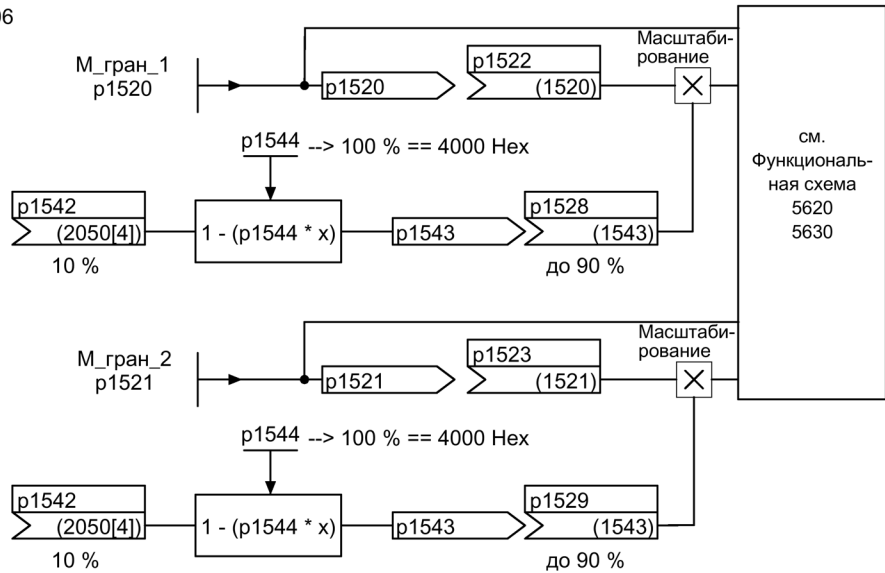 06
М_гран_1
p1520
p1520
p1522
(1520)
Масштаби-
рование
p1544 --> 100 % == 4000 Hex
p1542
(2050[4])
10 %
1 - (p1544 * x)
p1543
p1528
(1543)
до 90 %
см.
Функциональ-
ная схема
5620
5630
М_гран_2
p1521
p1521
p1523
(1521)
Масштаби-
рование
p1544 --> 100 % == 4000 Hex
p1542
(2050[4])
10 %
1 - (p1544 * x)
p1543
p1529
(1543)
до 90 %